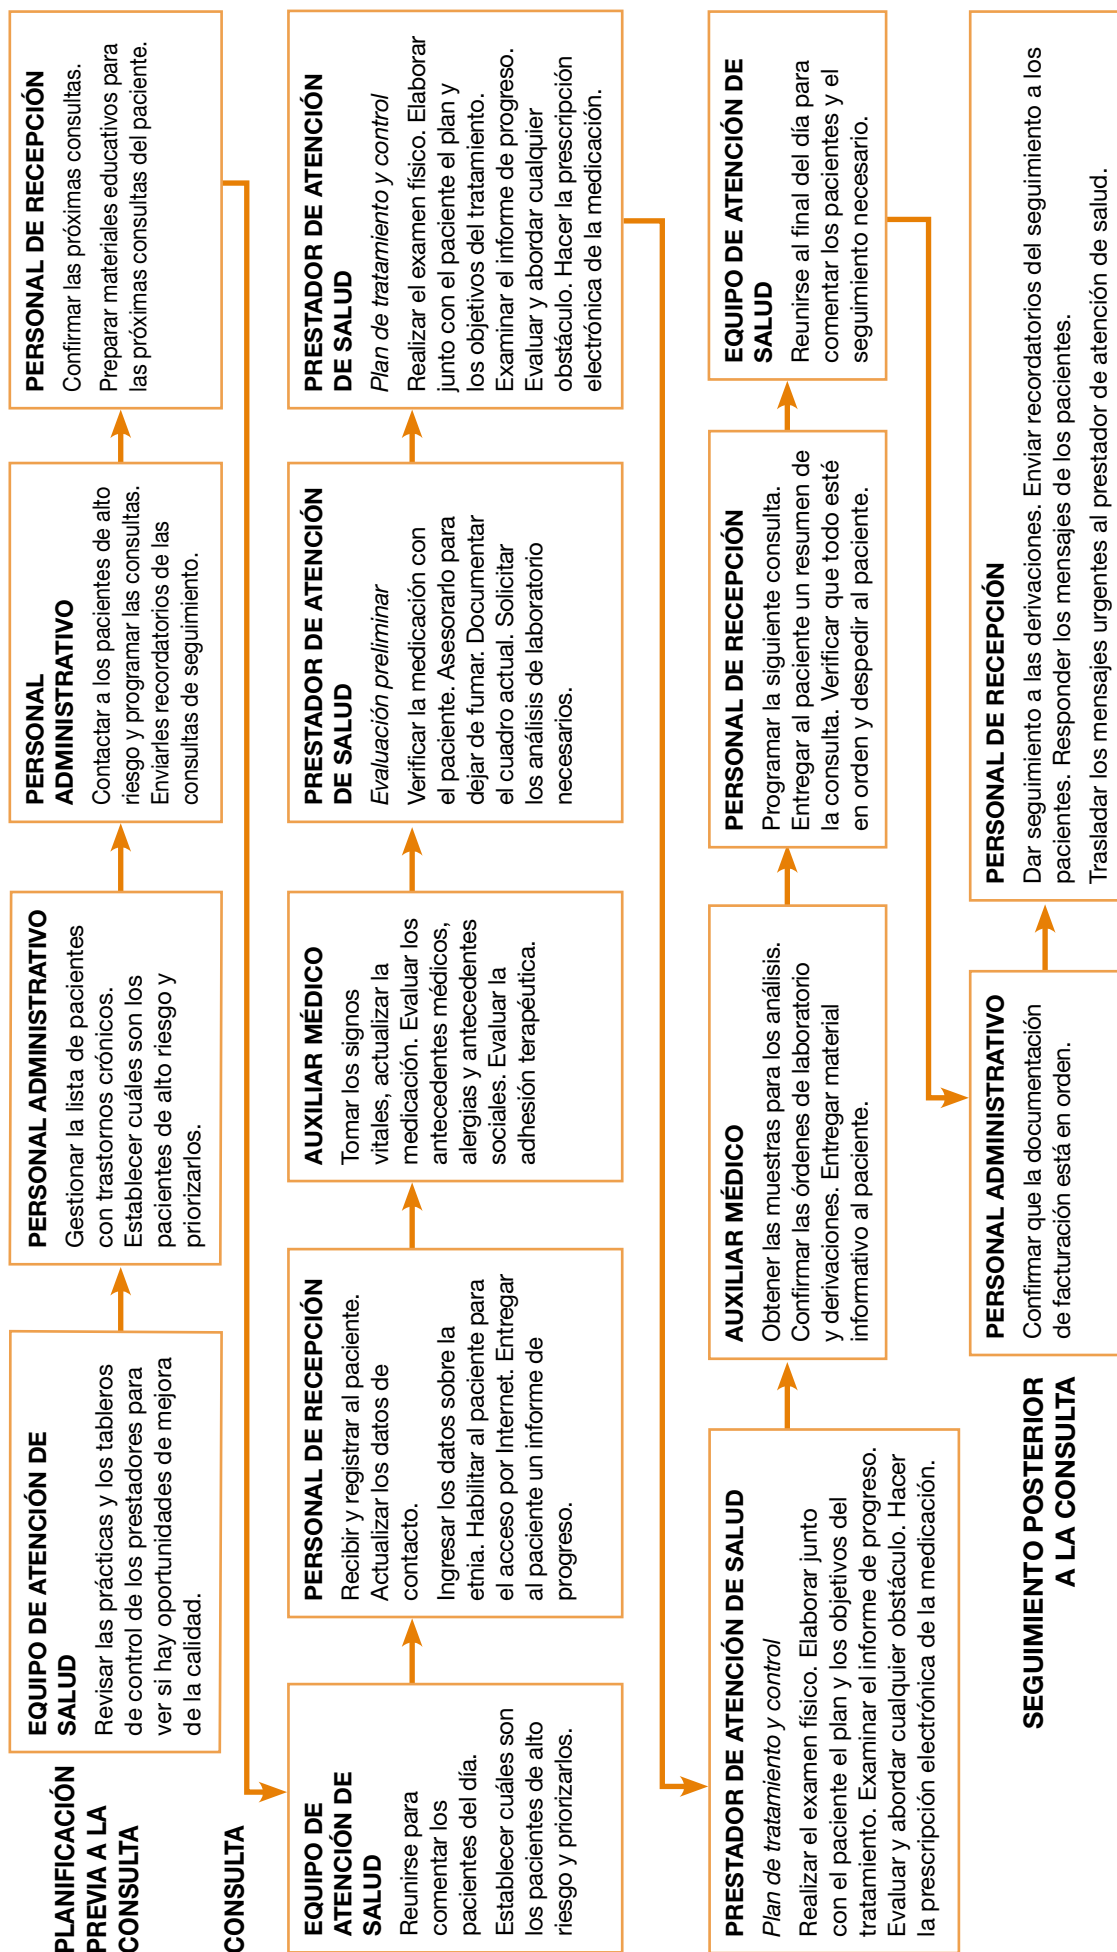 PLANIFICACIÓN
PREVIA A LA
CONSULTA
EQUIPO DE ATENCIÓN DE
SALUD
Revisar las prácticas y los tableros
de control de los prestadores para
ver si hay oportunidades de mejora
de la calidad.
PERSONAL ADMINISTRATIVO
Gestionar la lista de pacientes
con trastornos crónicos.
Establecer cuáles son los
pacientes de alto riesgo y
priorizarlos.
PERSONAL
ADMINISTRATIVO
Contactar a los pacientes de alto
riesgo y programar las consultas.
Enviarles recordatorios de las
consultas de seguimiento.
PERSONAL DE RECEPCIÓN
Confirmar las próximas consultas.
Preparar materiales educativos para
las próximas consultas del paciente.
CONSULTA
EQUIPO DE
ATENCIÓN DE
SALUD
Reunirse para
comentar los
pacientes del día.
Establecer cuáles son
los pacientes de alto
riesgo y priorizarlos.
PERSONAL DE RECEPCIÓN
Recibir y registrar al paciente.
Actualizar los datos de
contacto.
Ingresar los datos sobre la
etnia. Habilitar al paciente para
el acceso por Internet. Entregar
al paciente un informe de
progreso.
AUXILIAR MÉDICO
Tomar los signos
vitales, actualizar la
medicación. Evaluar los
antecedentes médicos,
alergias y antecedentes
sociales. Evaluar la
adhesión terapéutica.
PRESTADOR DE ATENCIÓN
DE SALUD
Evaluación preliminar
Verificar la medicación con
el paciente. Asesorarlo para
dejar de fumar. Documentar
el cuadro actual. Solicitar
los análisis de laboratorio
necesarios.
PRESTADOR DE ATENCIÓN
DE SALUD
Plan de tratamiento y control
Realizar el examen físico. Elaborar
junto con el paciente el plan y
los objetivos del tratamiento.
Examinar el informe de progreso.
Evaluar y abordar cualquier
obstáculo. Hacer la prescripción
electrónica de la medicación.
PRESTADOR DE ATENCIÓN DE SALUD
Plan de tratamiento y control
Realizar el examen físico. Elaborar junto
con el paciente el plan y los objetivos del
tratamiento. Examinar el informe de progreso.
Evaluar y abordar cualquier obstáculo. Hacer
la prescripción electrónica de la medicación.
AUXILIAR MÉDICO
Obtener las muestras para los análisis.
Confirmar las órdenes de laboratorio
y derivaciones. Entregar material
informativo al paciente.
PERSONAL DE RECEPCIÓN
Programar la siguiente consulta.
Entregar al paciente un resumen de
la consulta. Verificar que todo esté
en orden y despedir al paciente.
EQUIPO DE ATENCIÓN DE
SALUD
Reunirse al final del día para
comentar los pacientes y el
seguimiento necesario.
SEGUIMIENTO POSTERIOR
A LA CONSULTA
PERSONAL ADMINISTRATIVO
Confirmar que la documentación
de facturación está en orden.
PERSONAL DE RECEPCIÓN
Dar seguimiento a las derivaciones. Enviar recordatorios del seguimiento a los
pacientes. Responder los mensajes de los pacientes.
Trasladar los mensajes urgentes al prestador de atención de salud.